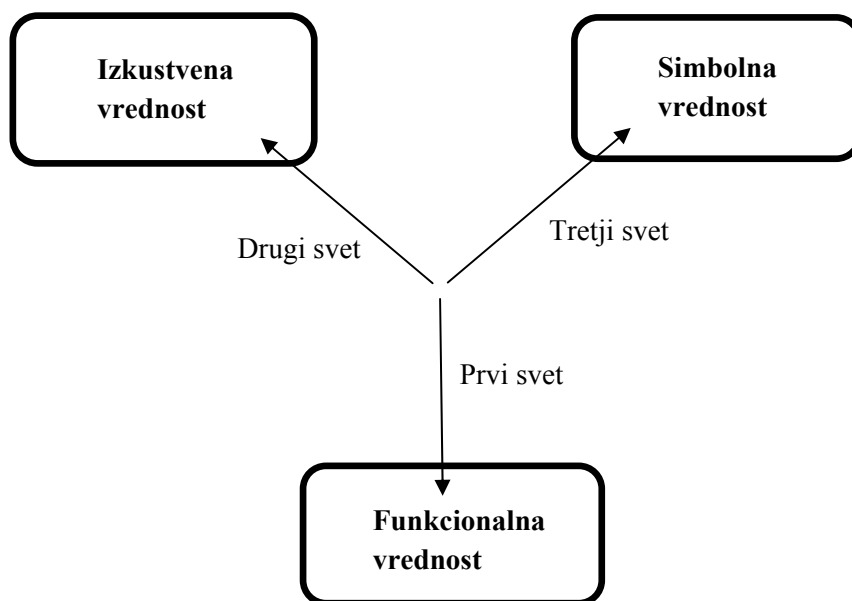 Izkustvena
vrednost
Simbolna
vrednost
Drugi svet
Tretji svet
Prvi svet
Funkcionalna
vrednost